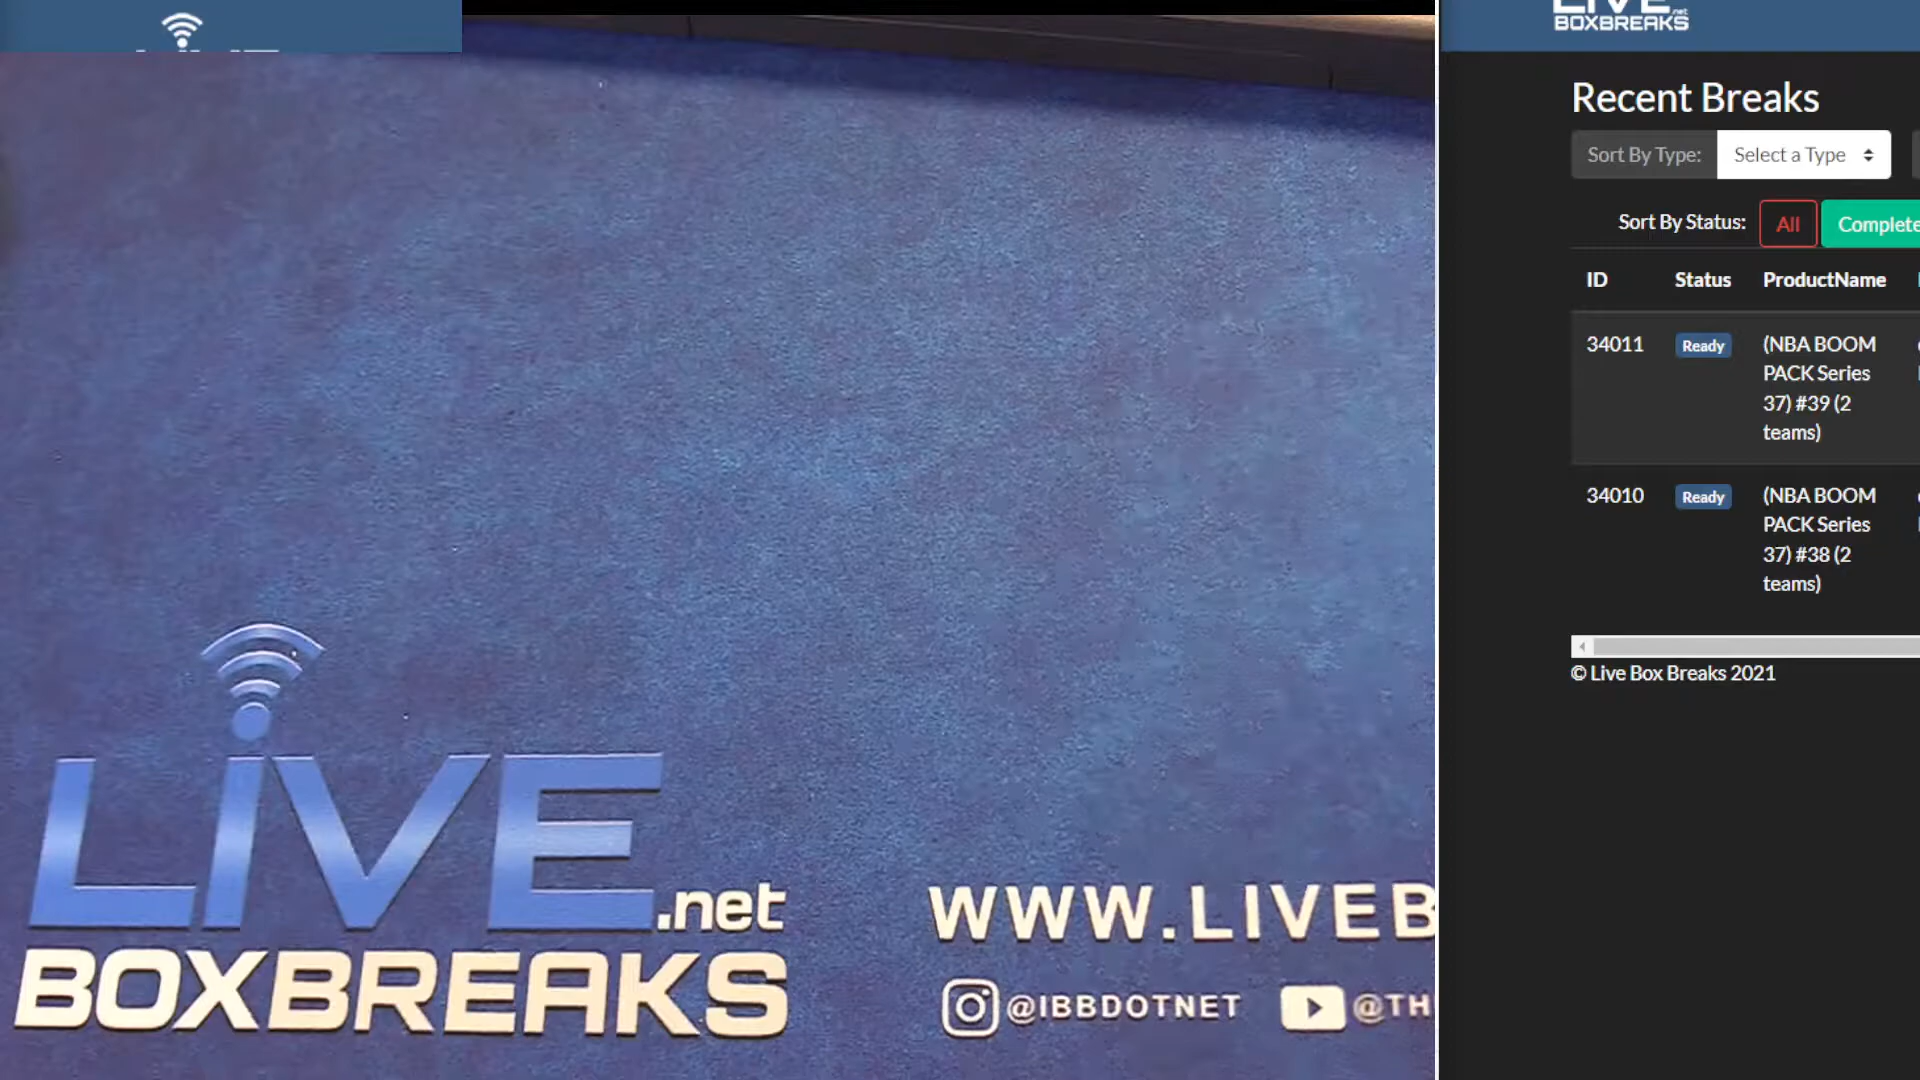 LIVE.net
BOXBREAKS
WWW.LIVEB
@IBBDOTNET
@TH
LIVE.net
BOXBREAKS
Recent Breaks
Sort By Type: Select a Type
Sort By Status: All Complete
ID Status ProductName
34011 Ready (NBA BOOM
PACK Series
37) #39 (2
teams)
34010 Ready (NBA BOOM
PACK Series
37) #38 (2
teams)
© Live Box Breaks 2021